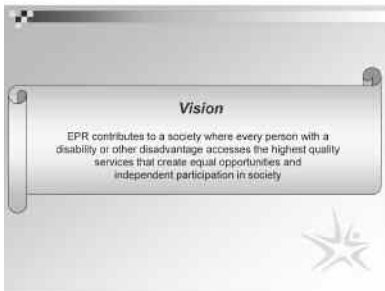 Vision
EPR contributes to a society where every person with a
disability or other disadvantage accesses the highest quality
services that create equal opportunities and
independent participation in society